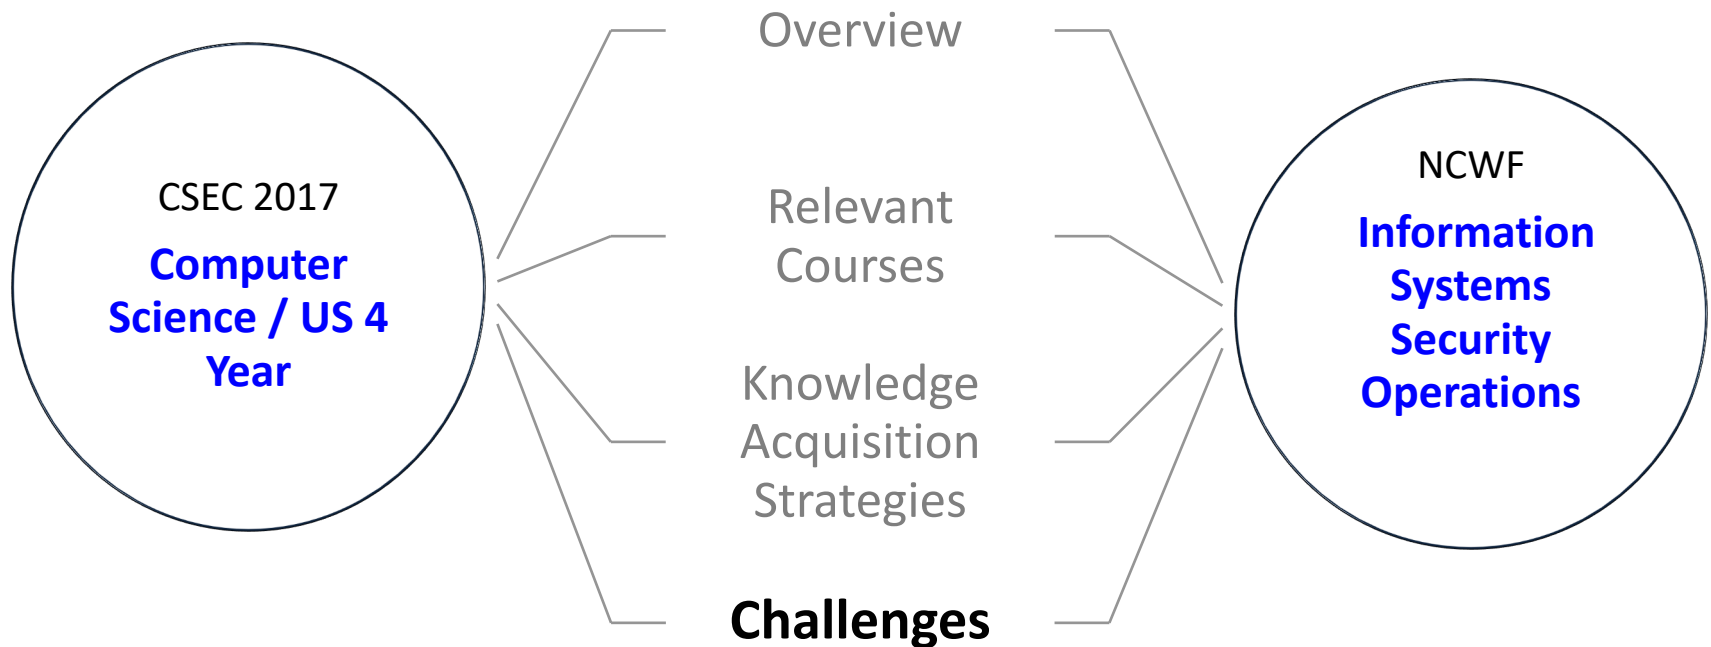 CSEC 2017
Computer
Science / US 4
Year
Overview
Relevant
Courses
Knowledge
Acquisition
Strategies
Challenges
NCWF
Information
Systems
Security
Operations